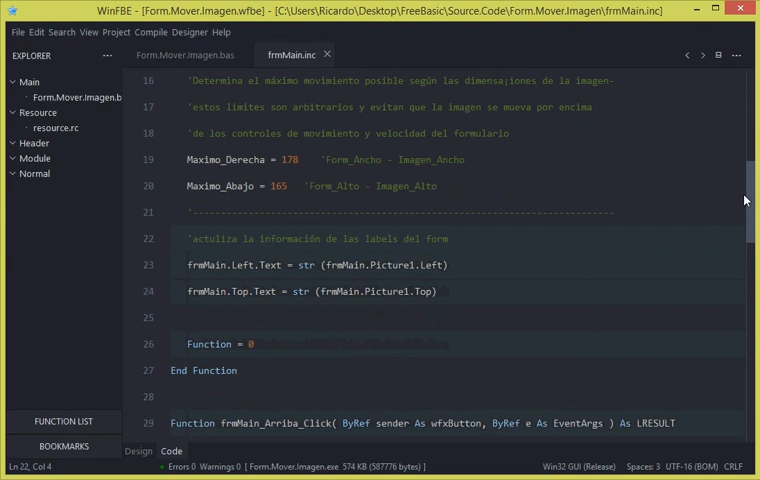 WinFBE - [Form.Mover.Imagen.wfbe] - [C:\Users\Ricardo\Desktop\FreeBasic\Source.Code\Form.Mover.Imagen\frmMain.inc]
File Edit Search View Project Compile Designer Help
EXPLORER
Form.Mover.Imagen.bas
frmMain.inc
Main
Form.Mover.Imagen.b
Resource
resource.rc
Header
Module
Normal
16 'Determina el máximo movimiento posible según las dimensa¡iones de la imagen-
17 'estos limites son arbitrarios y evitan que la imagen se mueva por encima
18 'de los controles de movimiento y velocidad del formulario
19 Maximo_Derecha = 178 'Form_Ancho - Imagen_Ancho
20 Maximo_Abajo = 165 'Form_Alto - Imagen_Alto
21 '----------------------------------------------------------------------------
22 'actuliza la información de las labels del form
23 frmMain.Left.Text = str (frmMain.Picture1.Left)
24 frmMain.Top.Text = str (frmMain.Picture1.Top)
25
26 Function = 0
27 End Function
28
29 Function frmMain_Arriba_Click( ByRef sender As wfxButton, ByRef e As EventArgs ) As LRESULT
FUNCTION LIST
BOOKMARKS
Design Code
Ln 22, Col 4
Errors 0 Warnings 0 [ Form.Mover.Imagen.exe 574 KB (587776 bytes) ]
Win32 GUI (Release)
Spaces: 3
UTF-16 (BOM)
CRLF